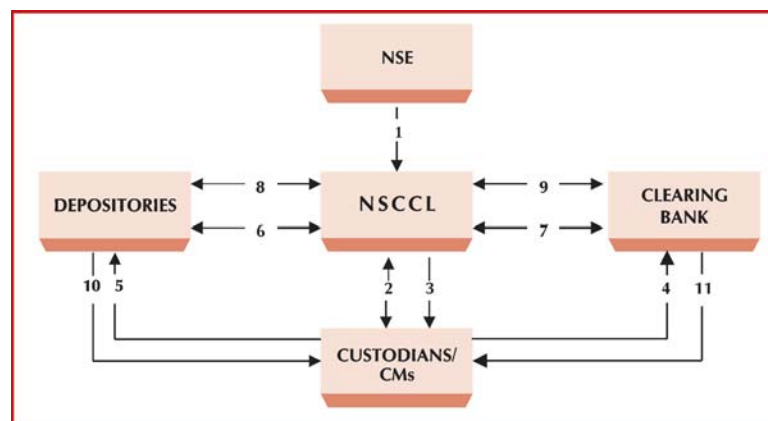 NSE
1
8
9
DEPOSITORIES
NSCCL
CLEARING
BANK
6
7
10
5
2
3
4
11
CUSTODIANS/
CMs